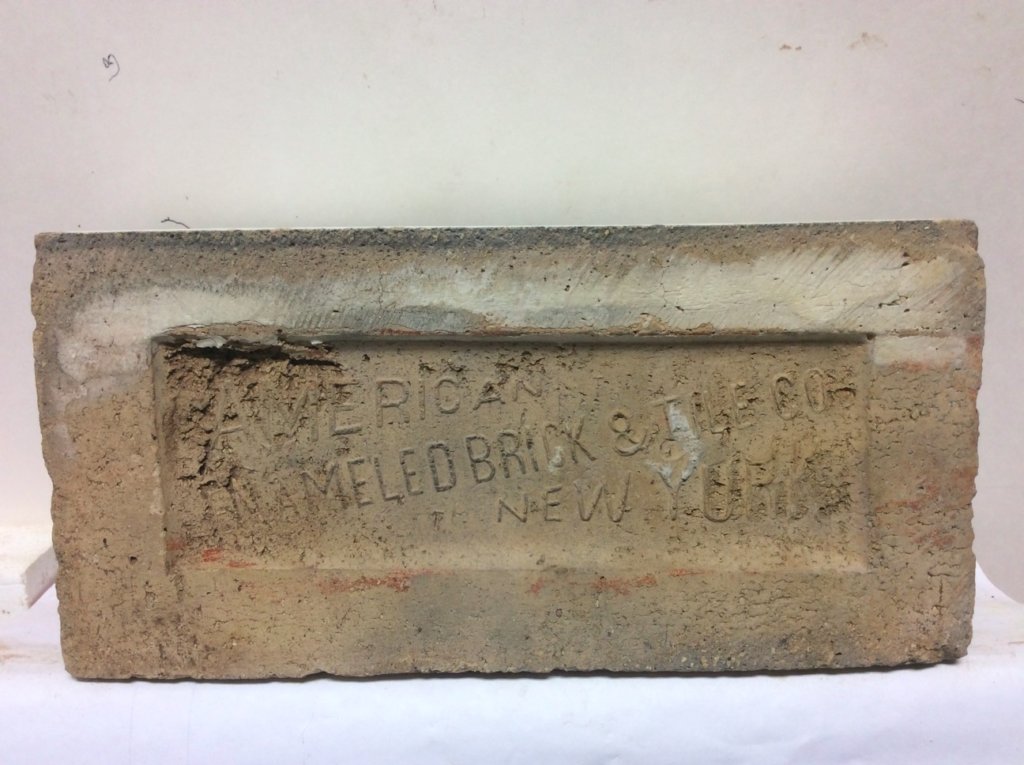 AMERICAN
ENAMELED BRICK & TILE CO
NEW YORK